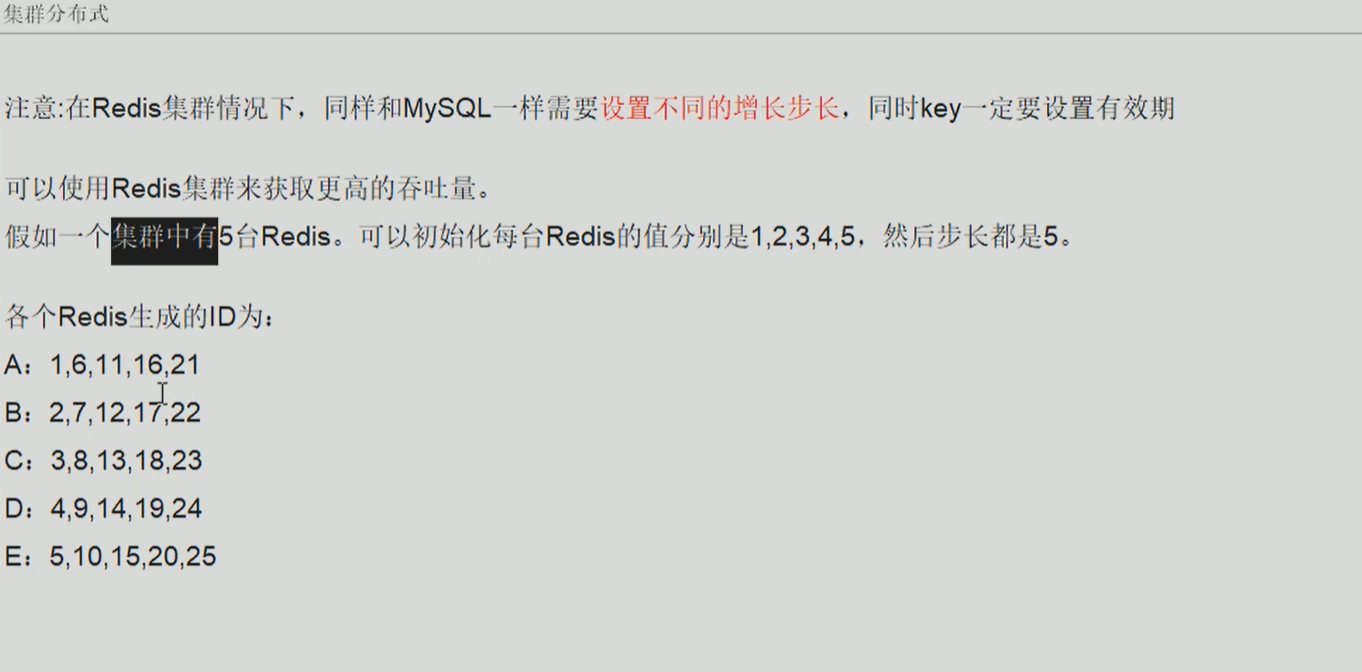 集群分布式
注意:在Redis集群情况下，同样和MySQL一样需要设置不同的增长步长，同时key一定要设置有效期
可以使用Redis集群来获取更高的吞吐量。
假如一个集群中有5台Redis。可以初始化每台Redis的值分别是1,2,3,4,5，然后步长都是5。
各个Redis生成的ID为：
A：1,6,11,16,21
B：2,7,12,17,22
C：3,8,13,18,23
D：4,9,14,19,24
E：5,10,15,20,25